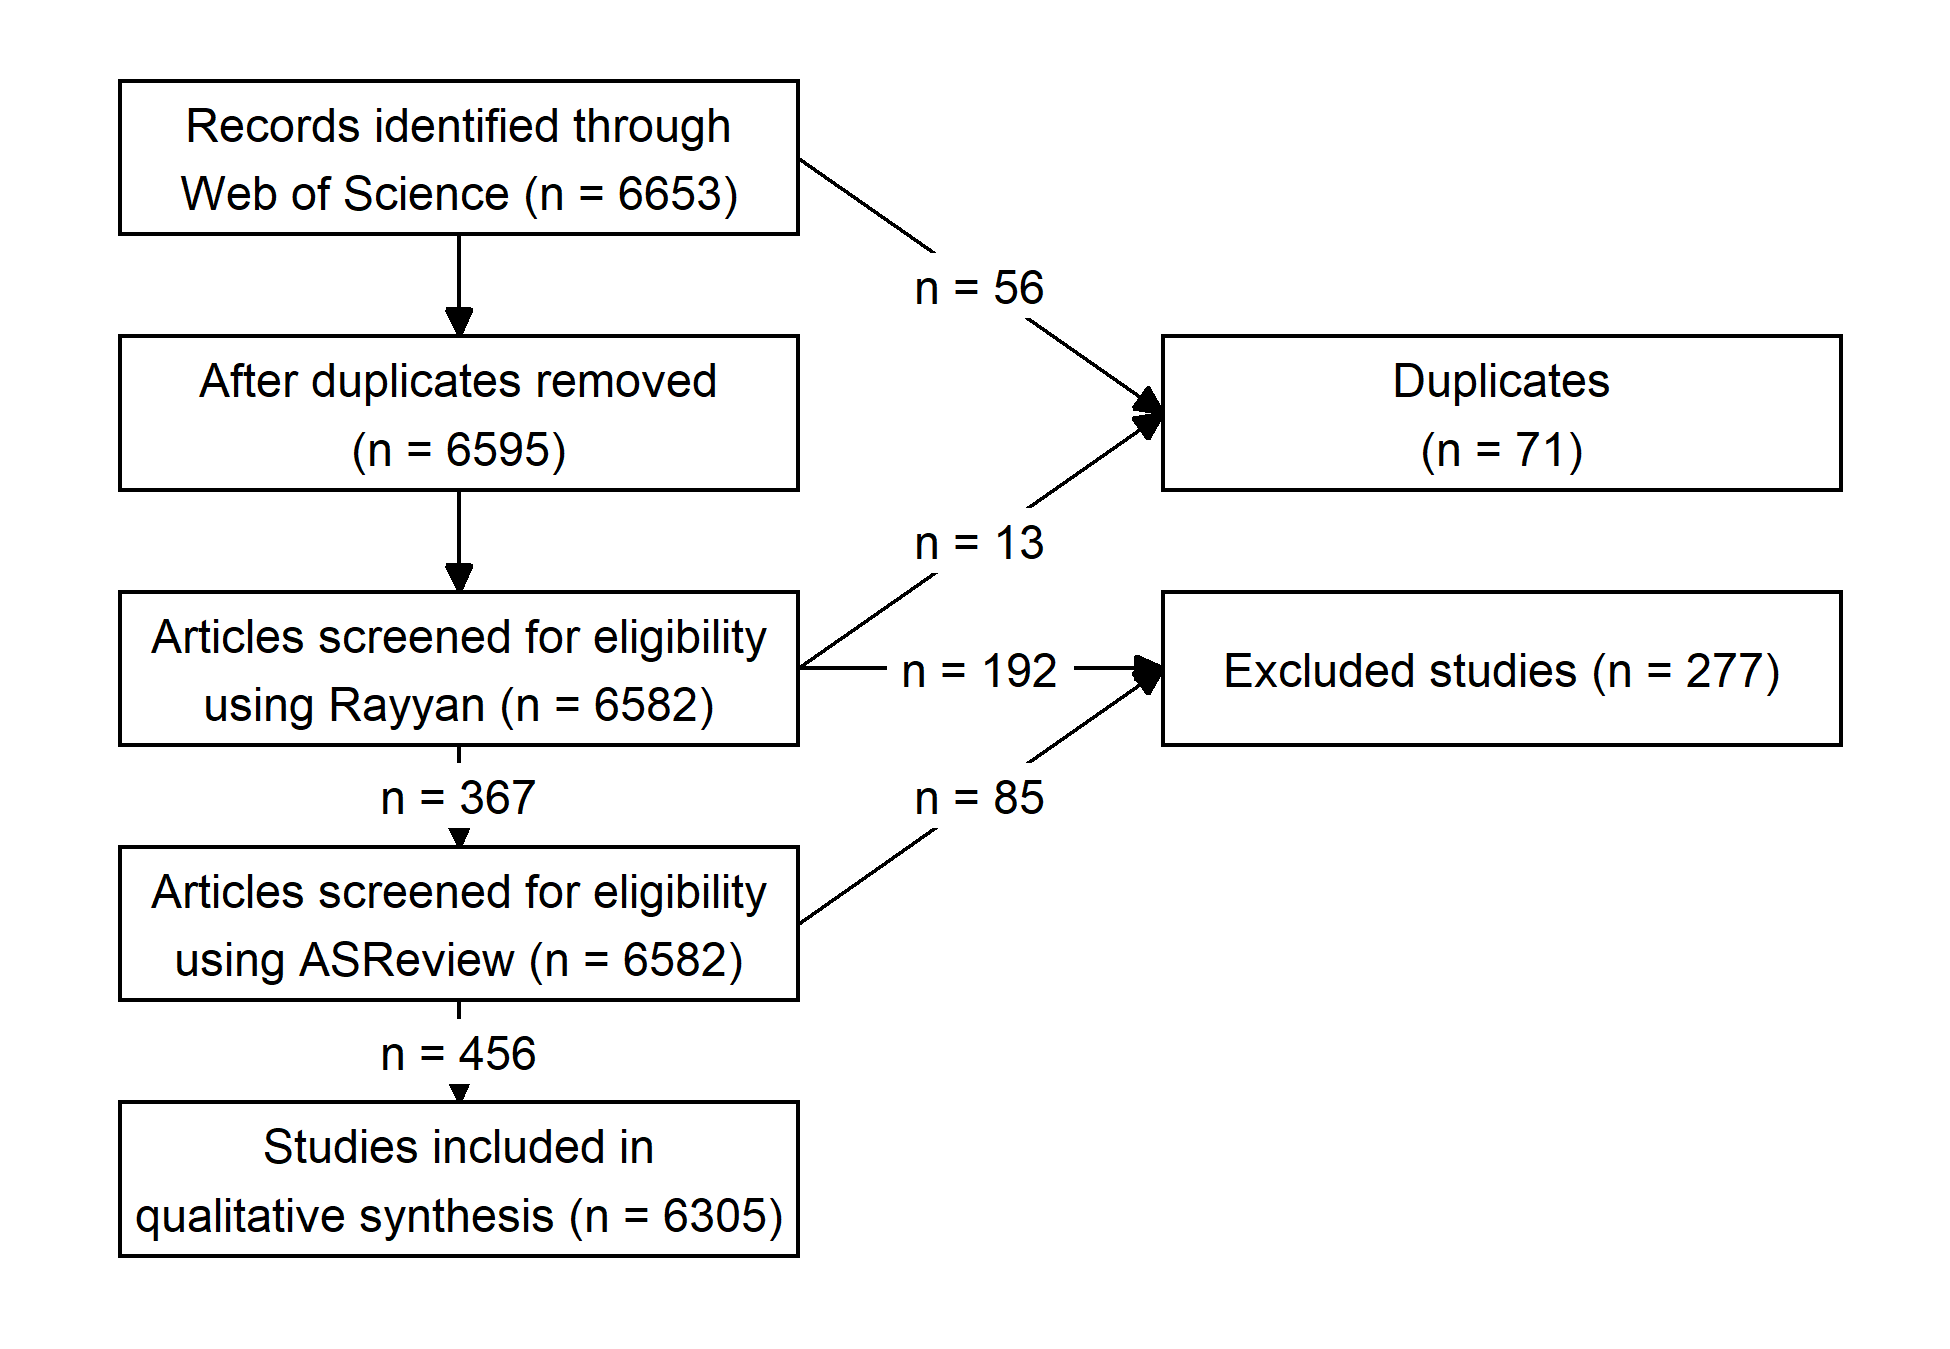 Records identified through
Web of Science (n = 6653)
n = 56
After duplicates removed
(n = 6595)
Duplicates
(n = 71)
n = 13
Articles screened for eligibility
using Rayyan (n = 6582)
n = 192
Excluded studies (n = 277)
n = 367
n = 85
Articles screened for eligibility
using ASReview (n = 6582)
n = 456
Studies included in
qualitative synthesis (n = 6305)